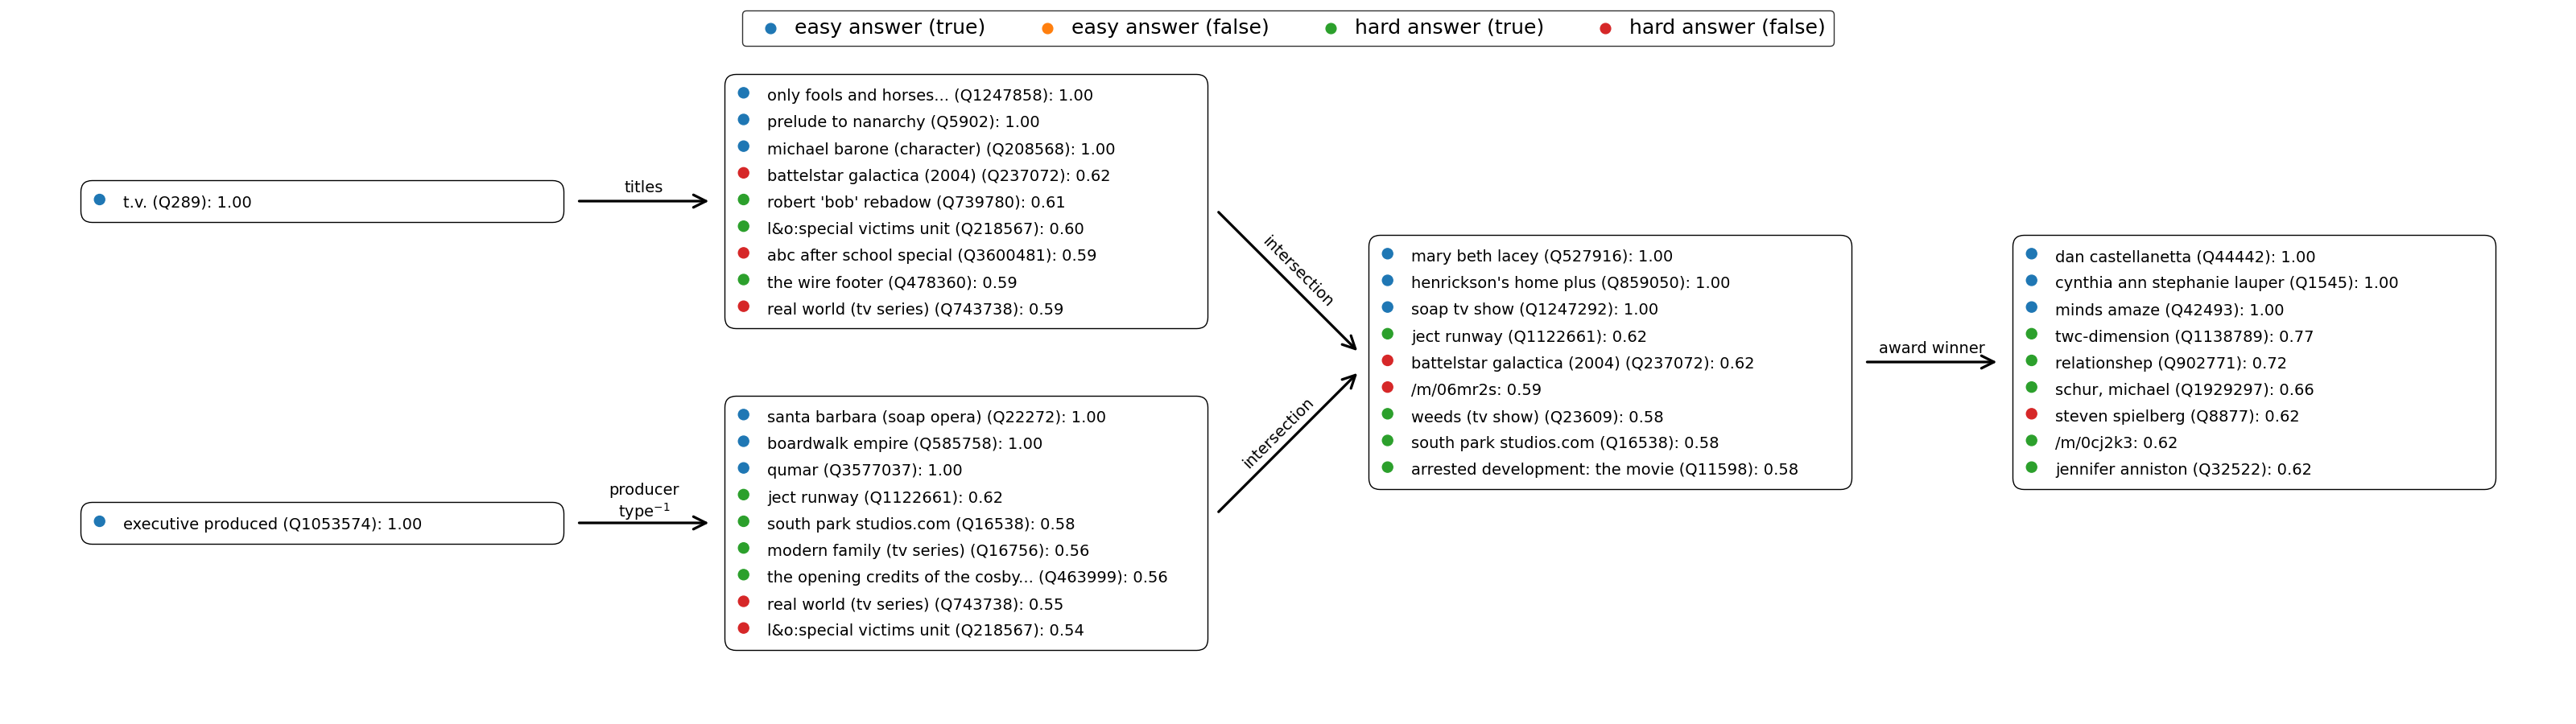 easy answer (true)
easy answer (false)
hard answer (true)
hard answer (false)
t.v. (Q289): 1.00
titles
only fools and horses... (Q1247858): 1.00
prelude to nanarchy (Q5902): 1.00
michael barone (character) (Q208568): 1.00
battelstar galactica (2004) (Q237072): 0.62
robert 'bob' rebadow (Q739780): 0.61
l&o:special victims unit (Q218567): 0.60
abc after school special (Q3600481): 0.59
the wire footer (Q478360): 0.59
real world (tv series) (Q743738): 0.59
executive produced (Q1053574): 1.00
producer
type⁻¹
santa barbara (soap opera) (Q22272): 1.00
boardwalk empire (Q585758): 1.00
qumar (Q3577037): 1.00
ject runway (Q1122661): 0.62
south park studios.com (Q16538): 0.58
modern family (tv series) (Q16756): 0.56
the opening credits of the cosby... (Q463999): 0.56
real world (tv series) (Q743738): 0.55
l&o:special victims unit (Q218567): 0.54
intersection
intersection
mary beth lacey (Q527916): 1.00
henrickson's home plus (Q859050): 1.00
soap tv show (Q1247292): 1.00
ject runway (Q1122661): 0.62
battelstar galactica (2004) (Q237072): 0.62
/m/06mr2s: 0.59
weeds (tv show) (Q23609): 0.58
south park studios.com (Q16538): 0.58
arrested development: the movie (Q11598): 0.58
award winner
dan castellanetta (Q44442): 1.00
cynthia ann stephanie lauper (Q1545): 1.00
minds amaze (Q42493): 1.00
twc-dimension (Q1138789): 0.77
relationshep (Q902771): 0.72
schur, michael (Q1929297): 0.66
steven spielberg (Q8877): 0.62
/m/0cj2k3: 0.62
jennifer anniston (Q32522): 0.62